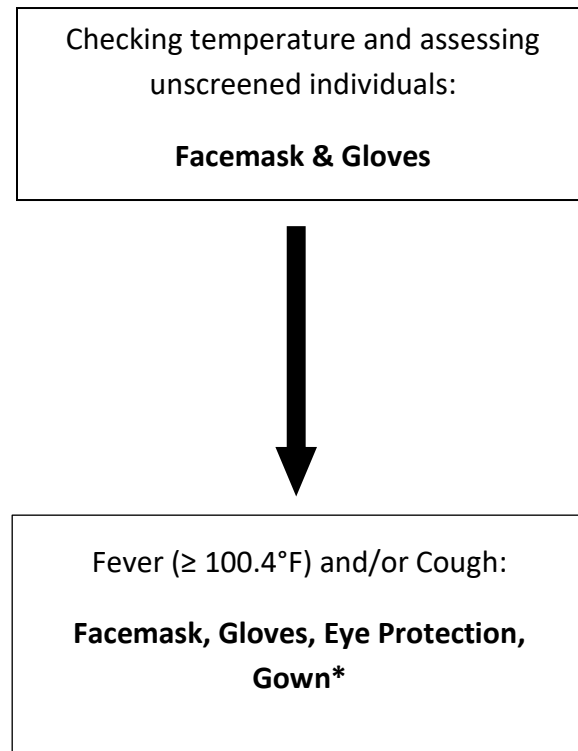 Checking temperature and assessing
unscreened individuals:
Facemask & Gloves
Fever (≥ 100.4°F) and/or Cough:
Facemask, Gloves, Eye Protection,
Gown*